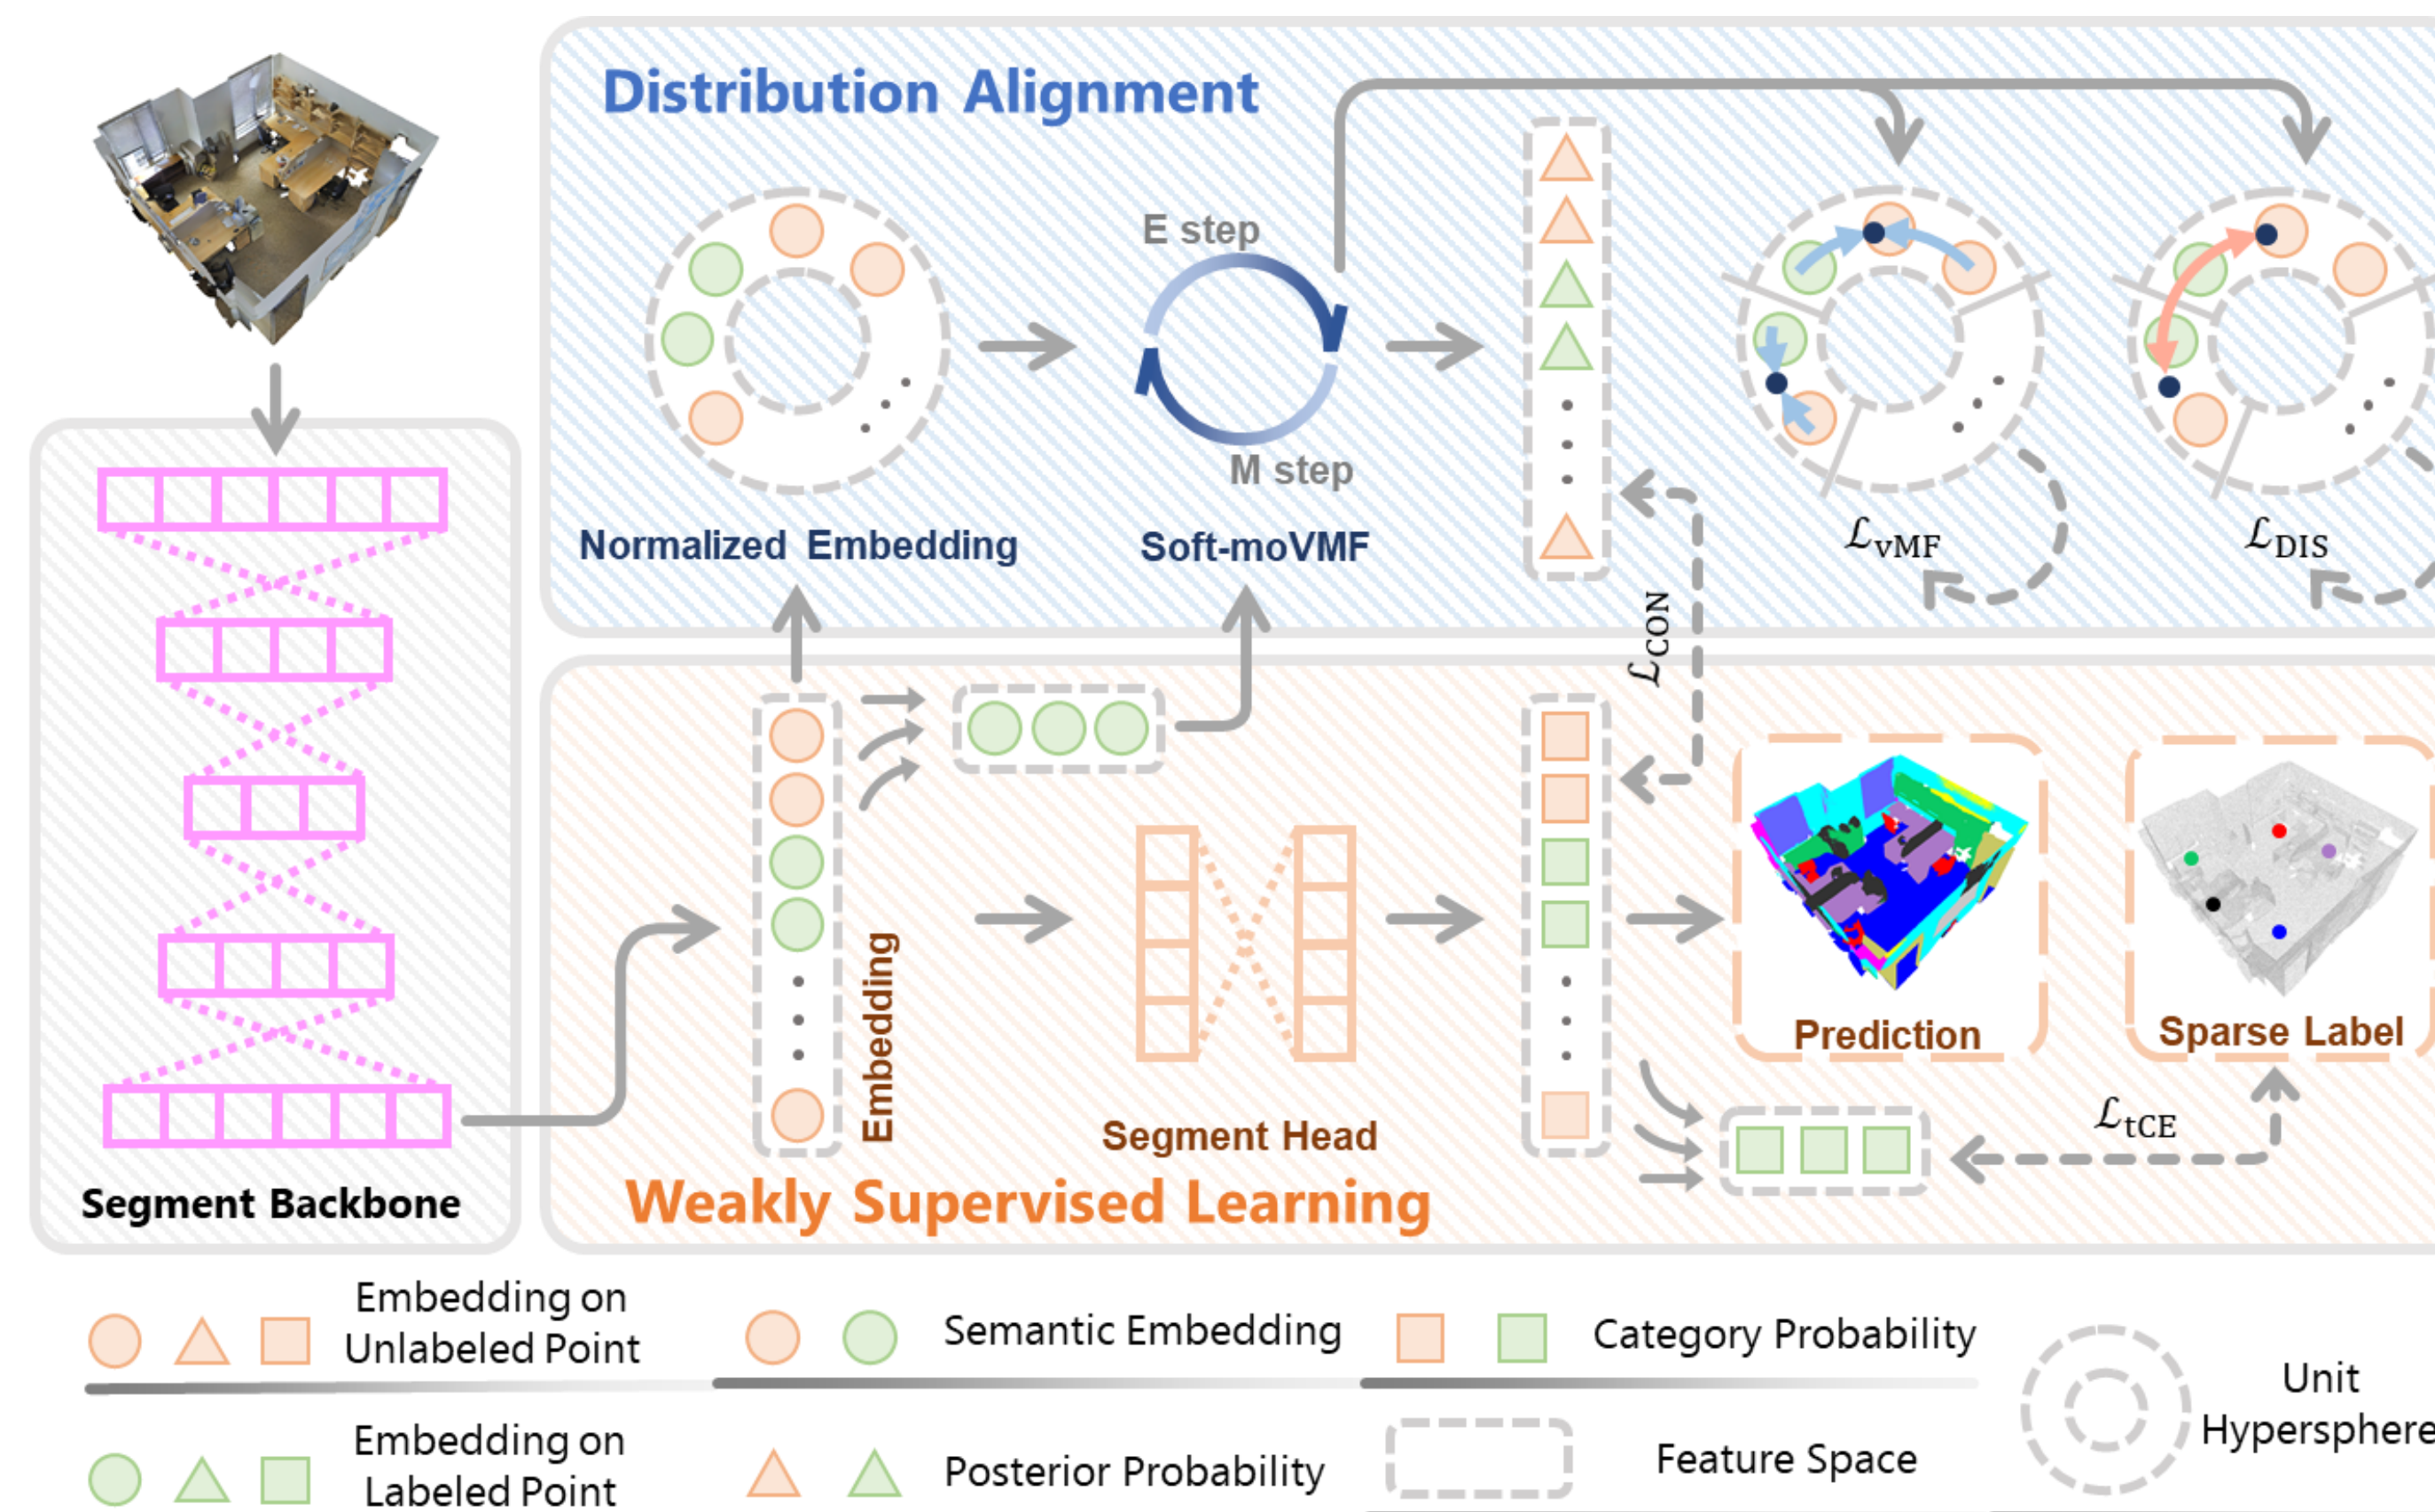 Distribution Alignment
E step
M step
Normalized Embedding
Soft-moVMF
ℒvMF
ℒDIS
ℒCON
Embedding
Segment Head
Prediction
Sparse Label
ℒtCE
Weakly Supervised Learning
Segment Backbone
Embedding on
Unlabeled Point
Semantic Embedding
Category Probability
Unit
Hypersphere
Embedding on
Labeled Point
Posterior Probability
Feature Space